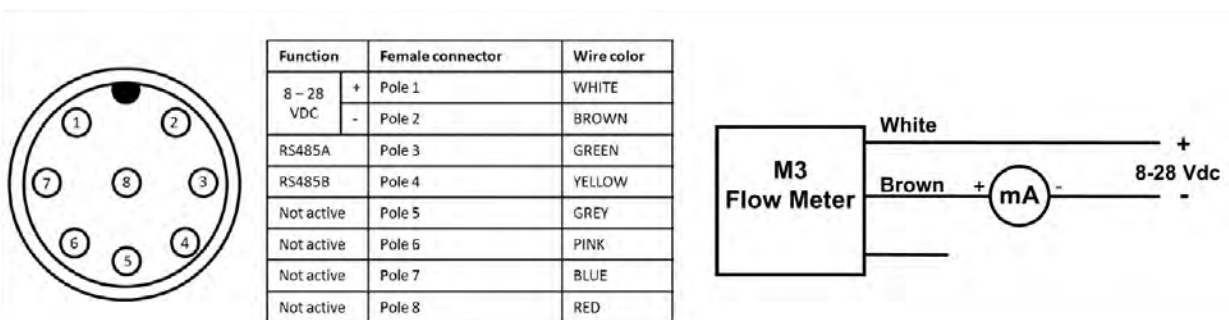 1
2
7
8
3
6
5
4
Function Female connector Wire color
8 – 28 VDC + Pole 1 WHITE
- Pole 2 BROWN
RS485A Pole 3 GREEN
RS485B Pole 4 YELLOW
Not active Pole 5 GREY
Not active Pole 6 PINK
Not active Pole 7 BLUE
Not active Pole 8 RED
M3
Flow Meter
White
+
8-28 Vdc
-
Brown
+ mA -